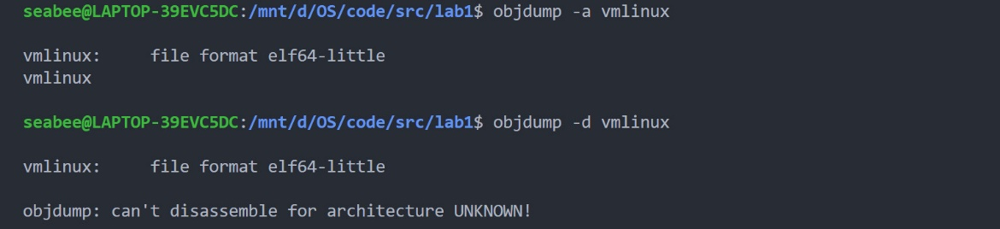 seabee@LAPTOP-39EVC5DC:/mnt/d/OS/code/src/lab1$ objdump -a vmlinux
vmlinux:     file format elf64-little
vmlinux
seabee@LAPTOP-39EVC5DC:/mnt/d/OS/code/src/lab1$ objdump -d vmlinux
vmlinux:     file format elf64-little
objdump: can't disassemble for architecture UNKNOWN!